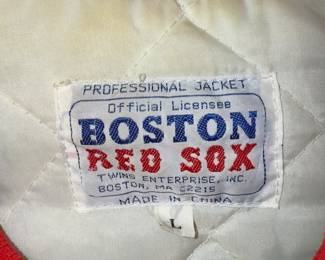 PROFESSIONAL JACKET
Official Licensee
BOSTON
RED SOX
TWINS ENTERPRISE, INC.
BOSTON, MA 02215
MADE IN CHINA
L